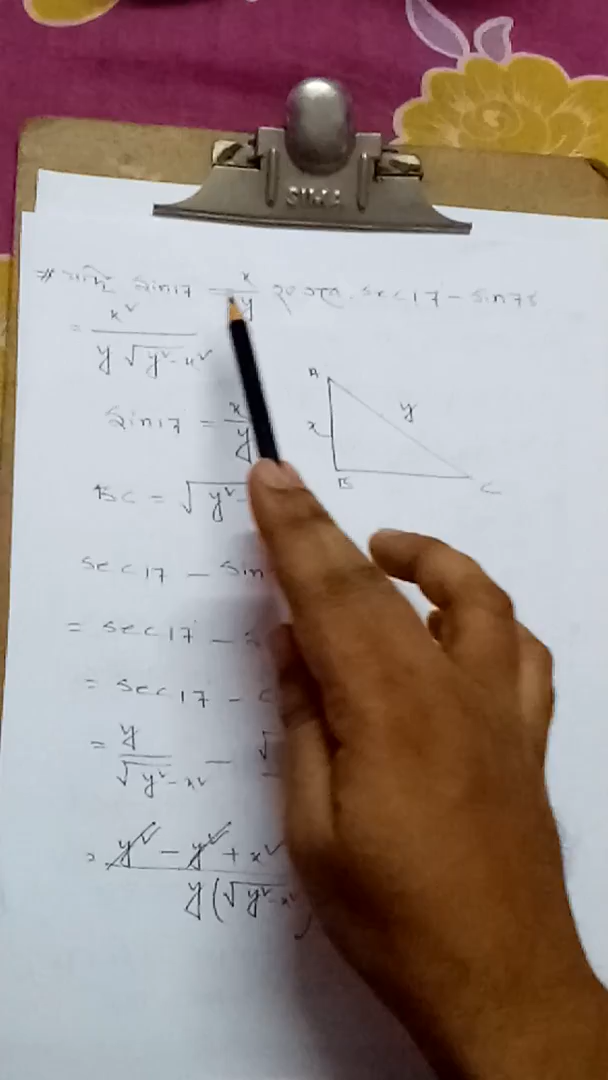 SIMA
# যদি sin17 = x/y হয় তবে sec17 - sin73
= x²/y√y²-x²
A
y
x
B
C
sin17 = x/y
BC = √y²-
sec17 - sin
= sec17 -
= sec17 - c
= y/√y²-x² - √
= y² - y² + x²/y(√y²-x²)